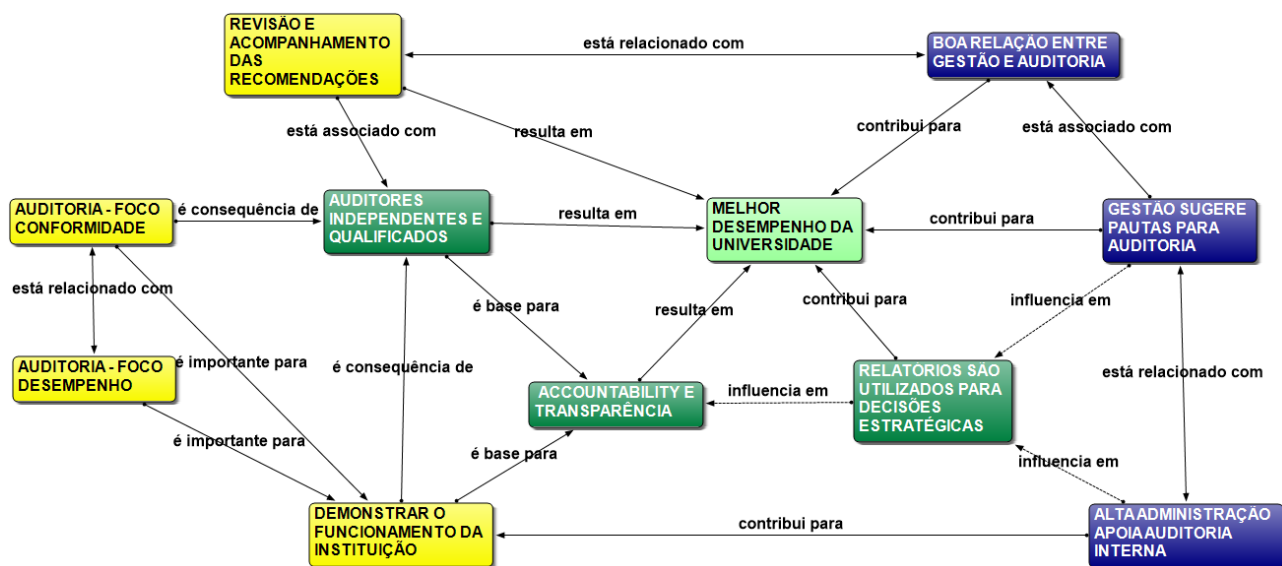 REVISÃO E
ACOMPANHAMENTO
DAS
RECOMENDAÇÕES
está relacionado com
BOA RELAÇÃO ENTRE
GESTÃO E AUDITORIA
está associado com
resulta em
contribui para
está associado com
AUDITORIA - FOCO
CONFORMIDADE
é consequência de
AUDITORES
INDEPENDENTES E
QUALIFICADOS
resulta em
MELHOR
DESEMPENHO DA
UNIVERSIDADE
contribui para
GESTÃO SUGERE
PAUTAS PARA
AUDITORIA
está relacionado com
é base para
resulta em
contribui para
influencia em
AUDITORIA - FOCO
DESEMPENHO
é importante para
é consequência de
ACCOUNTABILITY E
TRANSPARÊNCIA
influencia em
RELATÓRIOS SÃO
UTILIZADOS PARA
DECISÕES
ESTRATÉGICAS
está relacionado com
é importante para
é base para
influencia em
DEMONSTRAR O
FUNCIONAMENTO DA
INSTITUIÇÃO
contribui para
ALTA ADMINISTRAÇÃO
APOIA AUDITORIA
INTERNA